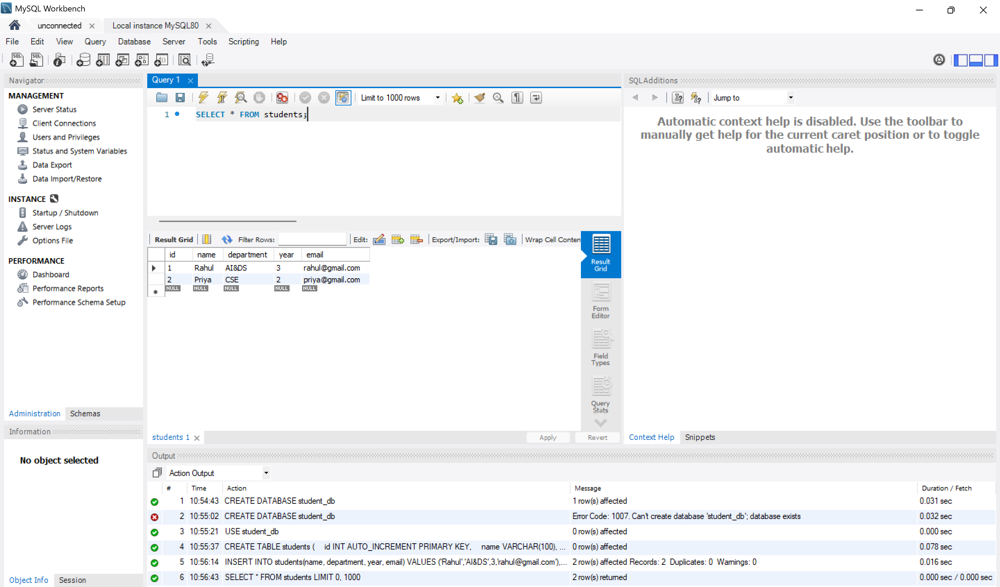 MySQL Workbench
unconnected
Local instance MySQL80
File Edit View Query Database Server Tools Scripting Help
Navigator
MANAGEMENT
Server Status
Client Connections
Users and Privileges
Status and System Variables
Data Export
Data Import/Restore
INSTANCE
Startup / Shutdown
Server Logs
Options File
PERFORMANCE
Dashboard
Performance Reports
Performance Schema Setup
Administration Schemas
Information
No object selected
Object Info Session
Query 1
Limit to 1000 rows
1 SELECT * FROM students;
Result Grid Filter Rows: Edit: Export/Import: Wrap Cell Conten
id name department year email
1 Rahul AI&DS 3 rahul@gmail.com
2 Priya CSE 2 priya@gmail.com
NULL NULL NULL NULL NULL
Result
Grid
Form
Editor
Field
Types
Query
Stats
students 1
Apply Revert
SQLAdditions
Jump to
Automatic context help is disabled. Use the toolbar to
manually get help for the current caret position or to toggle
automatic help.
Context Help Snippets
Output
Action Output
# Time Action Message Duration / Fetch
1 10:54:43 CREATE DATABASE student_db 1 row(s) affected 0.031 sec
2 10:55:02 CREATE DATABASE student_db Error Code: 1007. Can't create database 'student_db'; database exists 0.032 sec
3 10:55:21 USE student_db 0 row(s) affected 0.000 sec
4 10:55:37 CREATE TABLE students ( id INT AUTO_INCREMENT PRIMARY KEY, name VARCHAR(100), ... 0 row(s) affected 0.078 sec
5 10:56:14 INSERT INTO students(name, department, year, email) VALUES ('Rahul','AI&DS',3,'rahul@gmail.com'),... 2 row(s) affected Records: 2 Duplicates: 0 Warnings: 0 0.016 sec
6 10:56:43 SELECT * FROM students LIMIT 0, 1000 2 row(s) returned 0.000 sec / 0.000 sec